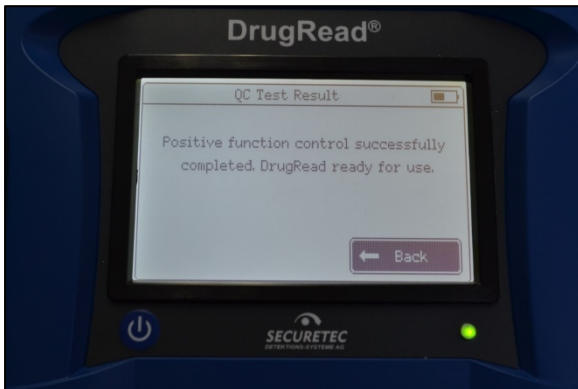 DrugRead®
QC Test Result
Positive function control successfully
completed. DrugRead ready for use.
Back
SECURETEC
DETEKTIONS-SYSTEME AG